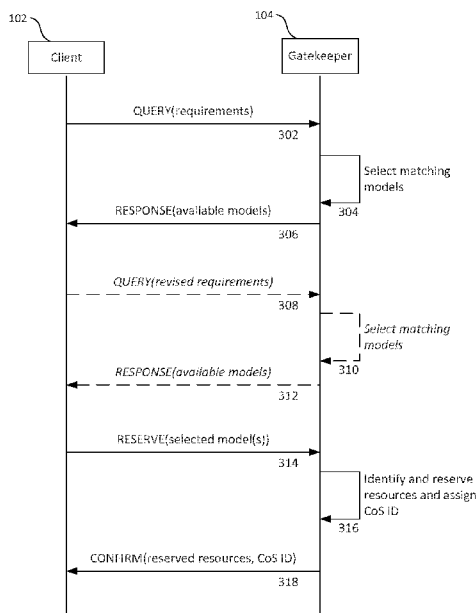 102
104
Client
Gatekeeper
QUERY(requirements)
302
Select matching
models
304
RESPONSE(available models)
306
QUERY(revised requirements)
308
Select matching
models
310
RESPONSE(available models)
312
RESERVE(selected model(s))
314
Identify and reserve
resources and assign
CoS ID
316
CONFIRM(reserved resources, CoS ID)
318